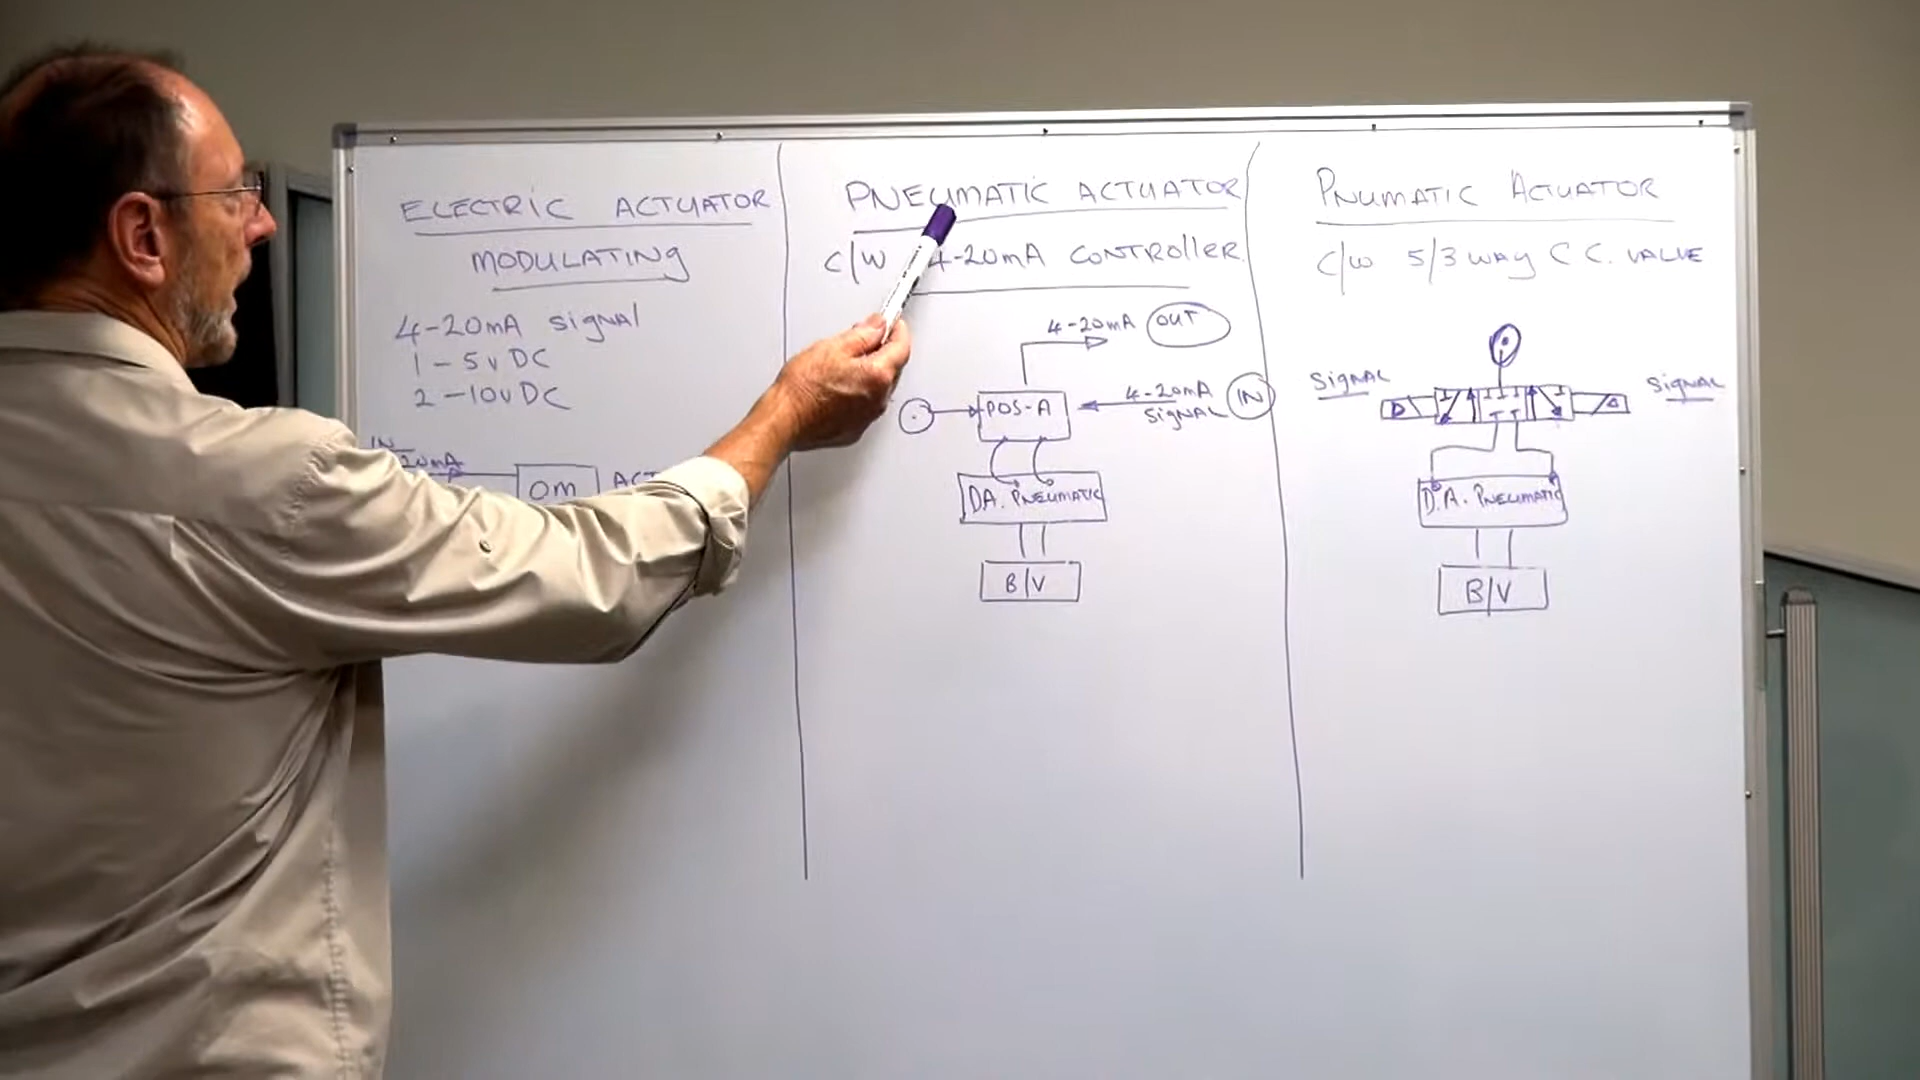 ELECTRIC ACTUATOR
MODULATING
4-20mA SIGNAL
1-5vDC
2-10vDC
IN
20mA
OM
PNEUMATIC ACTUATOR
C/W 4-20mA CONTROLLER
4-20mA OUT
POS-A
4-20mA IN
SIGNAL
DA. PNEUMATIC
B/V
PNUMATIC ACTUATOR
C/W 5/3 WAY C C. VALVE
SIGNAL
SIGNAL
D.A. PNEUMATIC
B/V